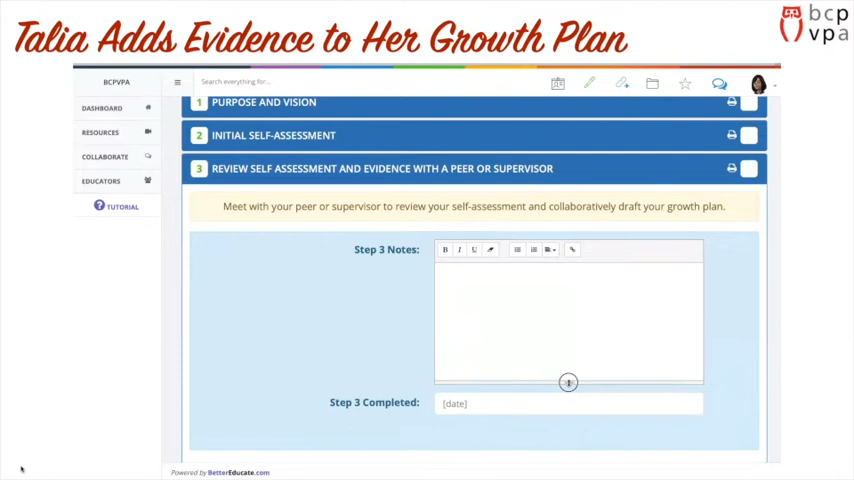 Talia Adds Evidence to Her Growth Plan
bcp
vpa
BCPVPA
Search everything for...
DASHBOARD
RESOURCES
COLLABORATE
EDUCATORS
TUTORIAL
1 PURPOSE AND VISION
2 INITIAL SELF-ASSESSMENT
3 REVIEW SELF ASSESSMENT AND EVIDENCE WITH A PEER OR SUPERVISOR
Meet with your peer or supervisor to review your self-assessment and collaboratively draft your growth plan.
Step 3 Notes:
B I U
Step 3 Completed:
[date]
Powered by BetterEducate.com